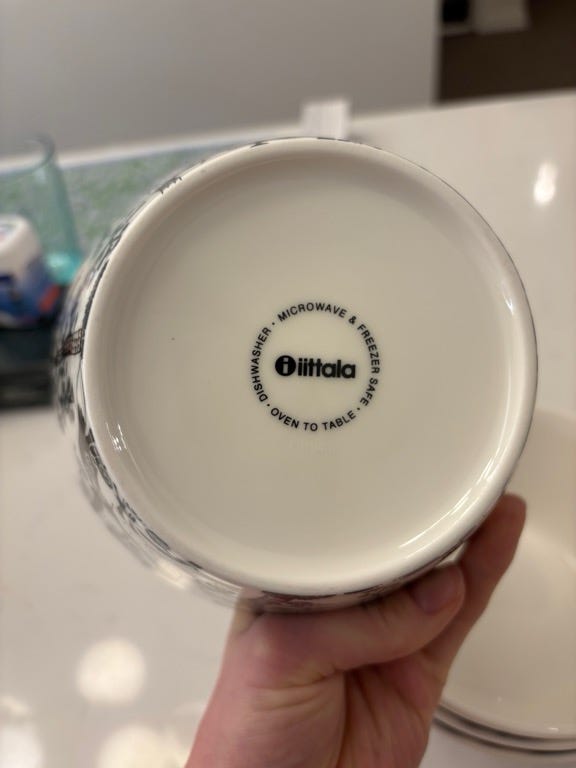 DISHWASHER • MICROWAVE & FREEZER SAFE • OVEN TO TABLE •
iittala